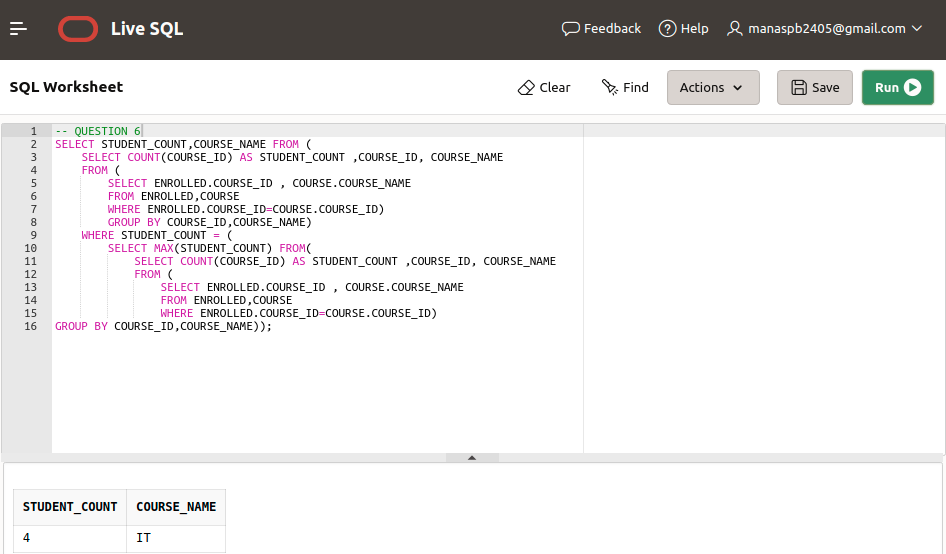 Live SQL
Feedback
Help
manaspb2405@gmail.com
SQL Worksheet
Clear
Find
Actions
Save
Run
1 -- QUESTION 6
2 SELECT STUDENT_COUNT,COURSE_NAME FROM (
3 SELECT COUNT(COURSE_ID) AS STUDENT_COUNT ,COURSE_ID, COURSE_NAME
4 FROM (
5 SELECT ENROLLED.COURSE_ID , COURSE.COURSE_NAME
6 FROM ENROLLED,COURSE
7 WHERE ENROLLED.COURSE_ID=COURSE.COURSE_ID)
8 GROUP BY COURSE_ID,COURSE_NAME)
9 WHERE STUDENT_COUNT = (
10 SELECT MAX(STUDENT_COUNT) FROM(
11 SELECT COUNT(COURSE_ID) AS STUDENT_COUNT ,COURSE_ID, COURSE_NAME
12 FROM (
13 SELECT ENROLLED.COURSE_ID , COURSE.COURSE_NAME
14 FROM ENROLLED,COURSE
15 WHERE ENROLLED.COURSE_ID=COURSE.COURSE_ID)
16 GROUP BY COURSE_ID,COURSE_NAME));
STUDENT_COUNT COURSE_NAME
4 IT